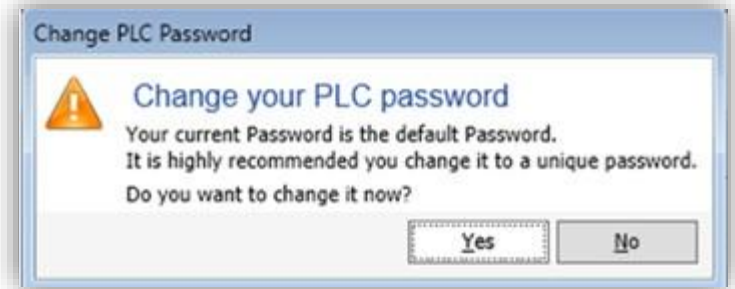 Change PLC Password
Change your PLC password
Your current Password is the default Password.
It is highly recommended you change it to a unique password.
Do you want to change it now?
Yes
No